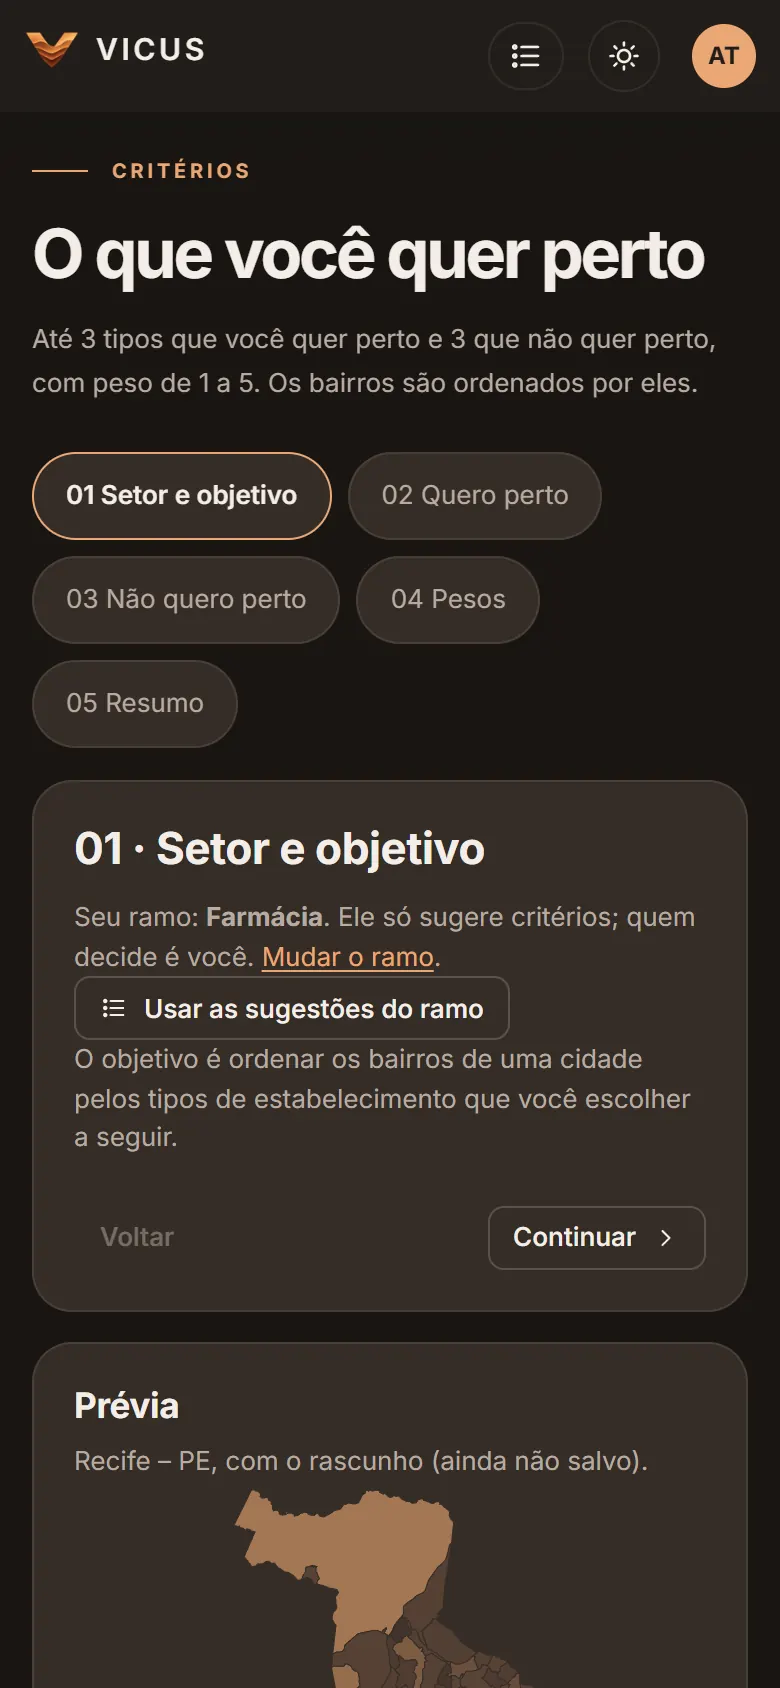 VICUS
AT
CRITÉRIOS
O que você quer perto
Até 3 tipos que você quer perto e 3 que não quer perto,
com peso de 1 a 5. Os bairros são ordenados por eles.
01 Setor e objetivo
02 Quero perto
03 Não quero perto
04 Pesos
05 Resumo
01 · Setor e objetivo
Seu ramo: Farmácia. Ele só sugere critérios; quem
decide é você. Mudar o ramo.
Usar as sugestões do ramo
O objetivo é ordenar os bairros de uma cidade
pelos tipos de estabelecimento que você escolher
a seguir.
Voltar
Continuar
Prévia
Recife – PE, com o rascunho (ainda não salvo).